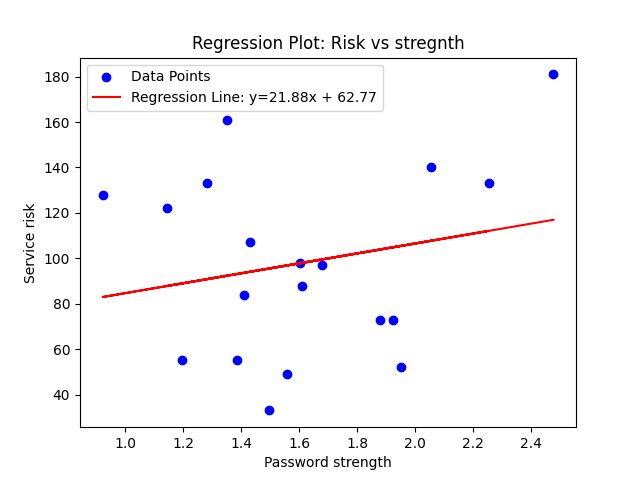 Regression Plot: Risk vs stregnth
Data Points
Regression Line: y=21.88x + 62.77
180
160
140
120
100
80
60
40
Service risk
1.0 1.2 1.4 1.6 1.8 2.0 2.2 2.4
Password strength